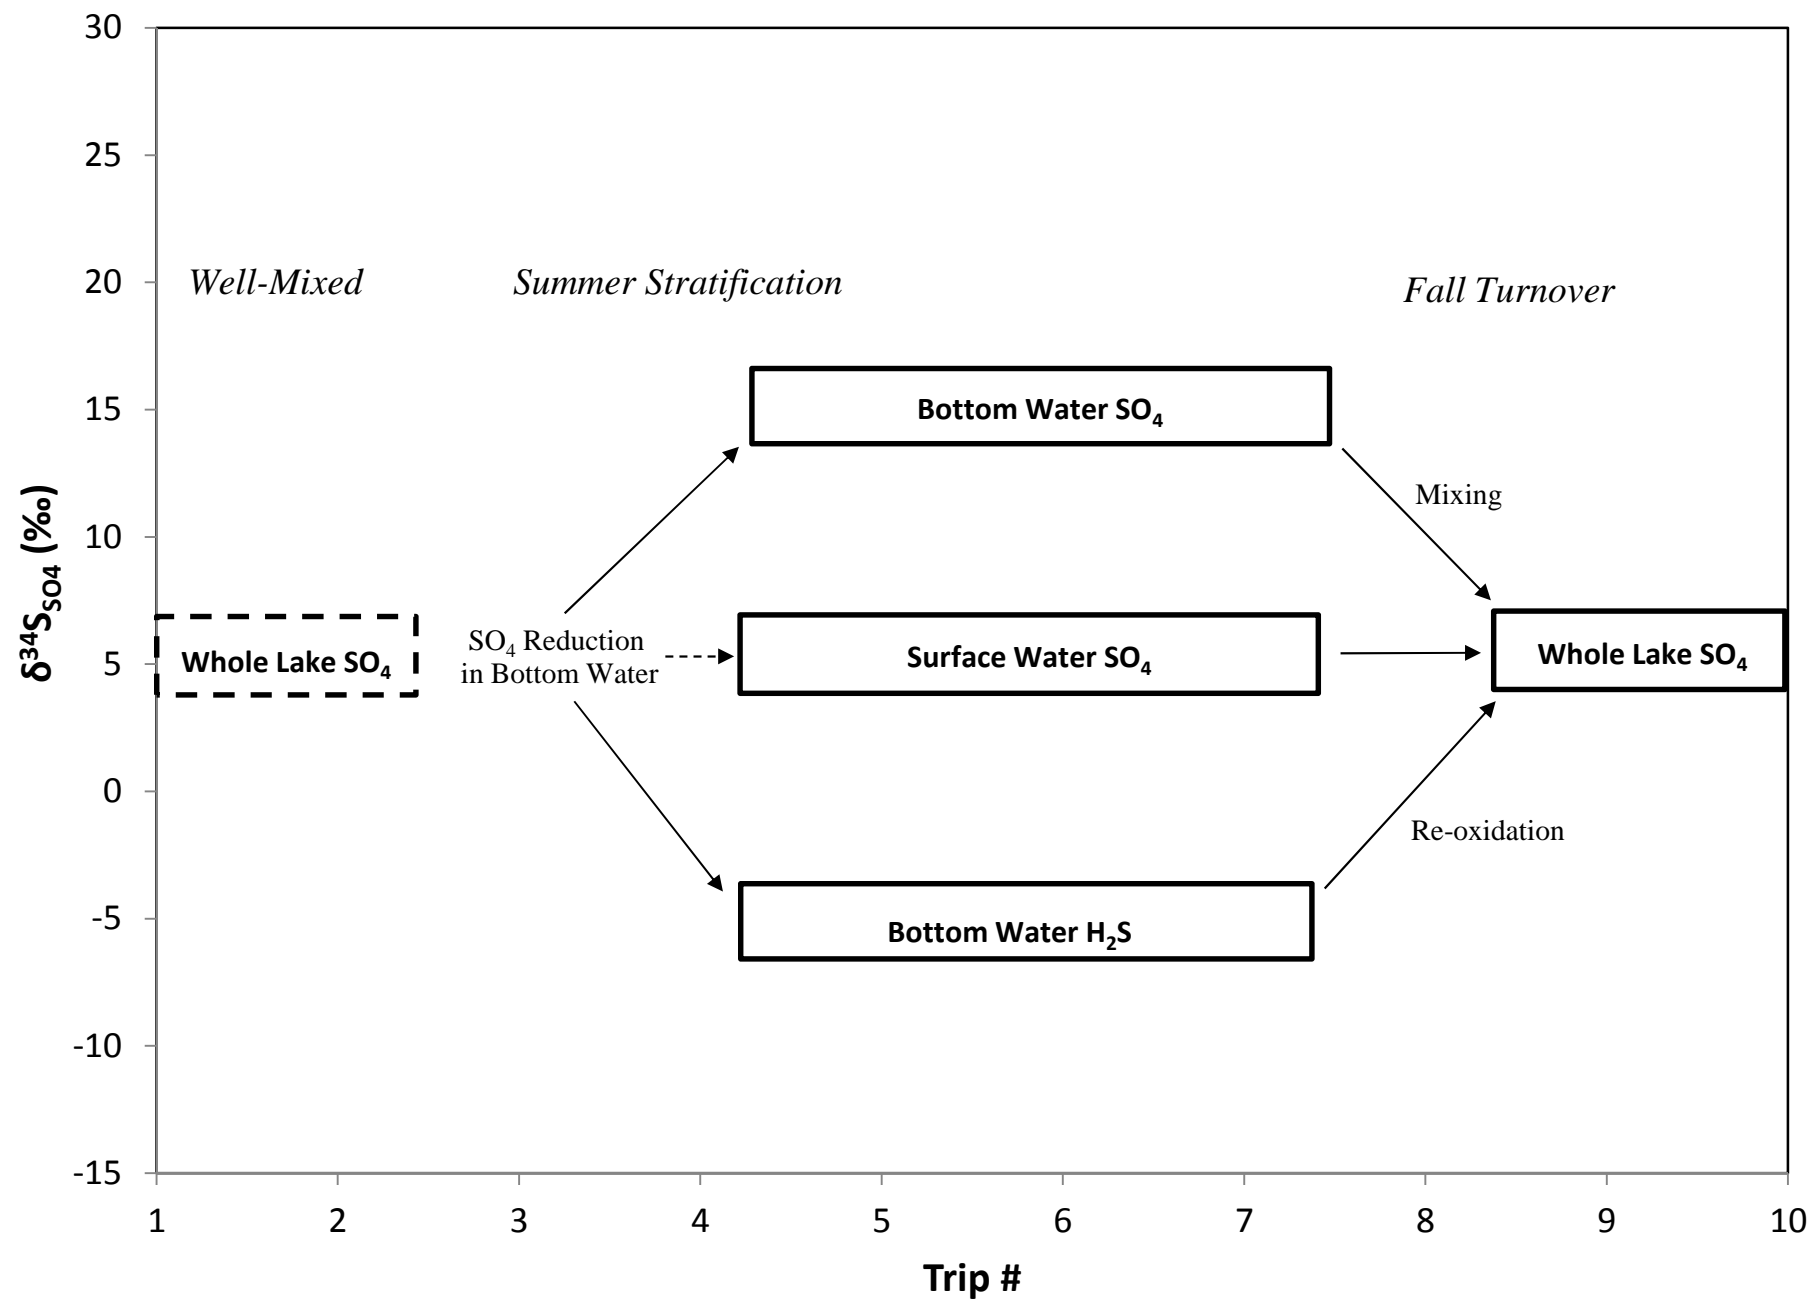 30
25
20
15
10
5
0
-5
-10
-15
δ³⁴S_SO4 (‰)
Well-Mixed
Summer Stratification
Fall Turnover
Bottom Water SO₄
Mixing
Whole Lake SO₄
SO₄ Reduction
in Bottom Water
Surface Water SO₄
Whole Lake SO₄
Re-oxidation
Bottom Water H₂S
1 2 3 4 5 6 7 8 9 10
Trip #